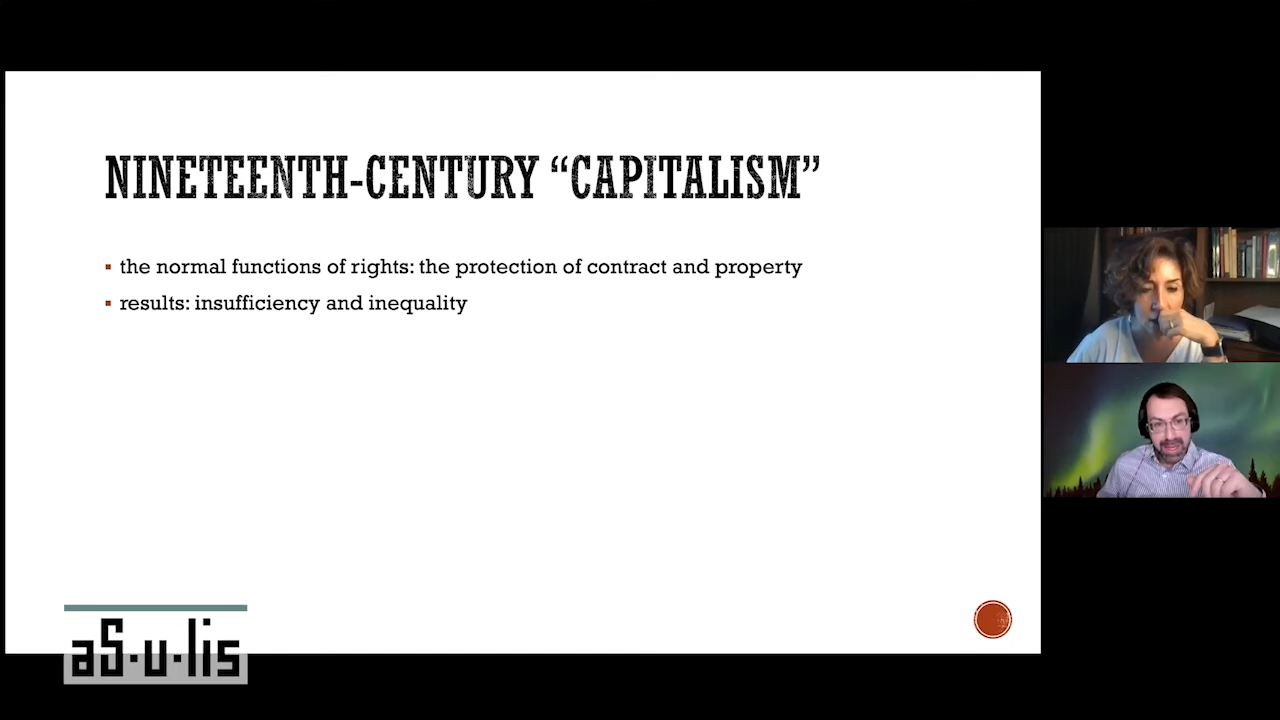 NINETEENTH-CENTURY “CAPITALISM”
the normal functions of rights: the protection of contract and property
results: insufficiency and inequality
aS·u·lis